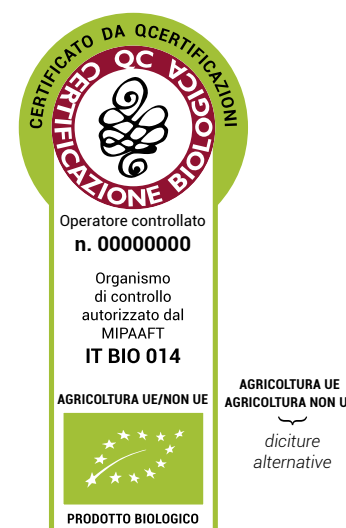 CERTIFICATO DA QCERTIFICAZIONI
QC CERTIFICAZIONE BIOLOGICA
Operatore controllato
n. 00000000
Organismo
di controllo
autorizzato dal
MIPAAFT
IT BIO 014
AGRICOLTURA UE/NON UE
PRODOTTO BIOLOGICO
AGRICOLTURA UE
AGRICOLTURA NON U
diciture
alternative